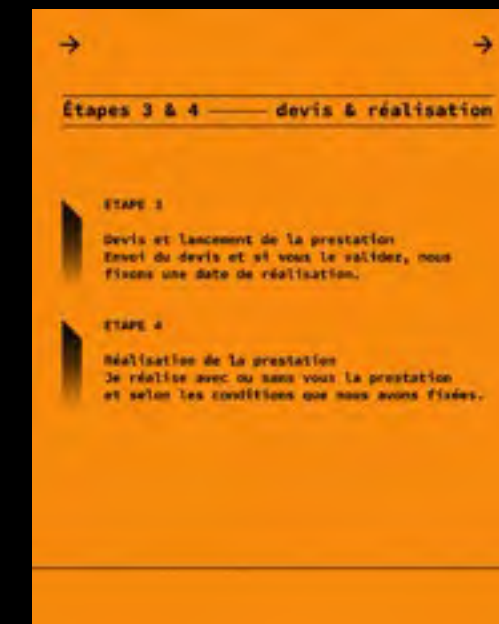 → →
Étapes 3 & 4 —— devis & réalisation
ETAPE 3
Devis et lancement de la prestation
Envoi du devis et si vous le validez, nous
fixons une date de réalisation.
ETAPE 4
Réalisation de la prestation
Je réalise avec ou sans vous la prestation
et selon les conditions que nous avons fixées.